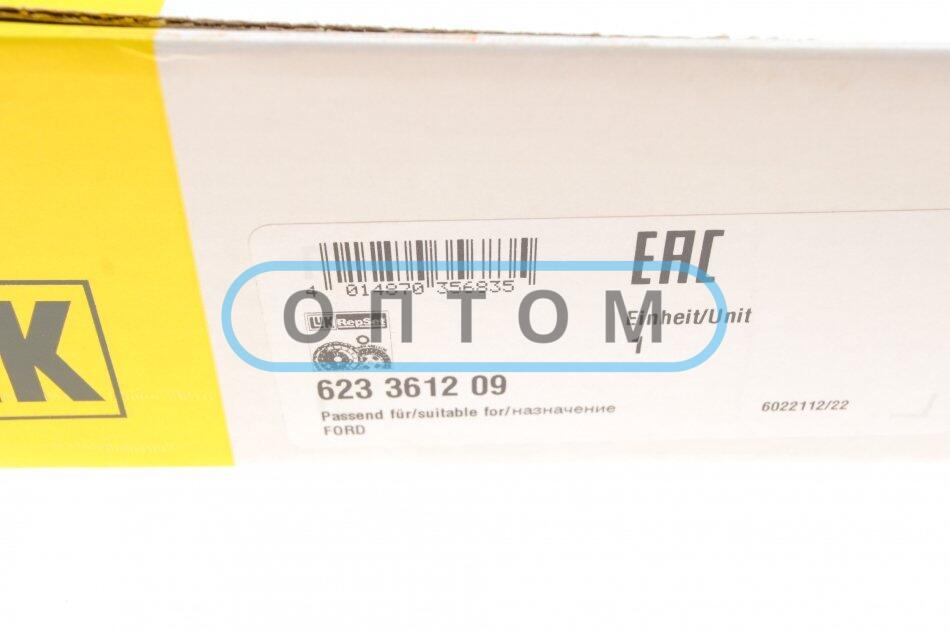 UK
EAC
4 014870 356835
ОПТОМ
LUK RepSet
Einheit/Unit
1
623 3612 09
Passend für/suitable for/назначение
FORD
6022112/22